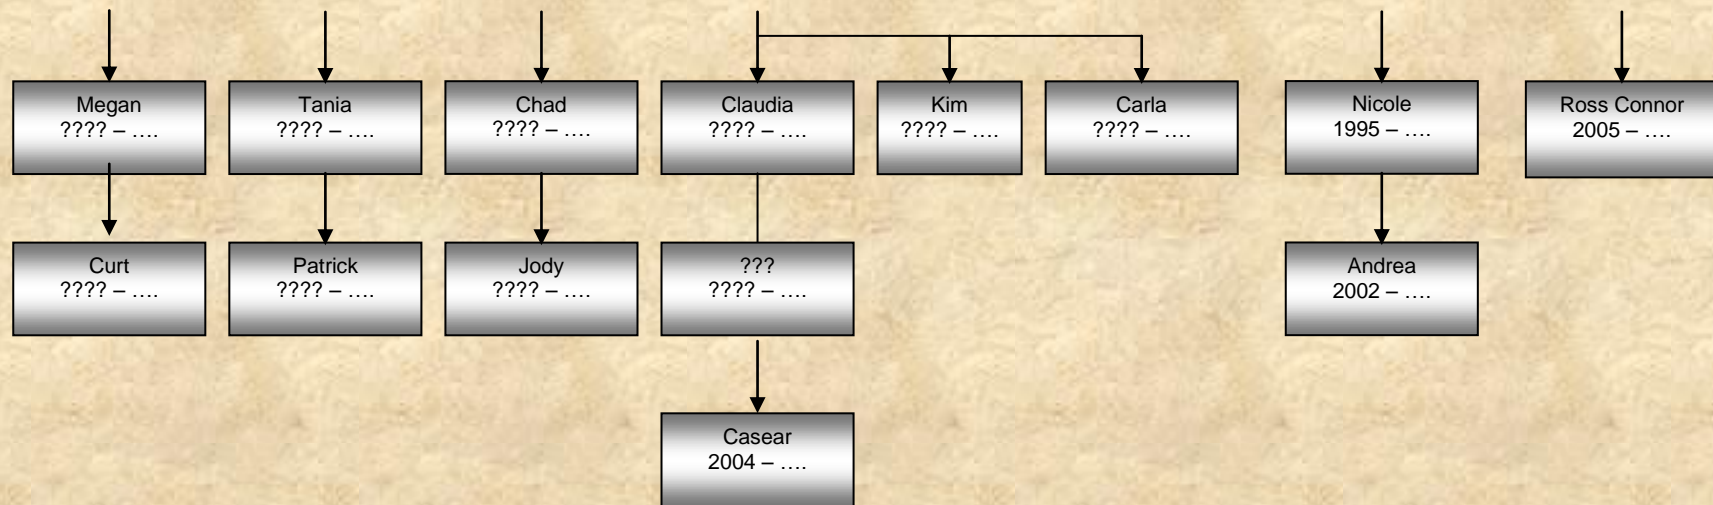 Megan
???? – ….
Tania
???? – ….
Chad
???? – ….
Claudia
???? – ….
Kim
???? – ….
Carla
???? – ….
Nicole
1995 – ….
Ross Connor
2005 – ….
Curt
???? – ….
Patrick
???? – ….
Jody
???? – ….
???
???? – ….
Andrea
2002 – ….
Casear
2004 – ….